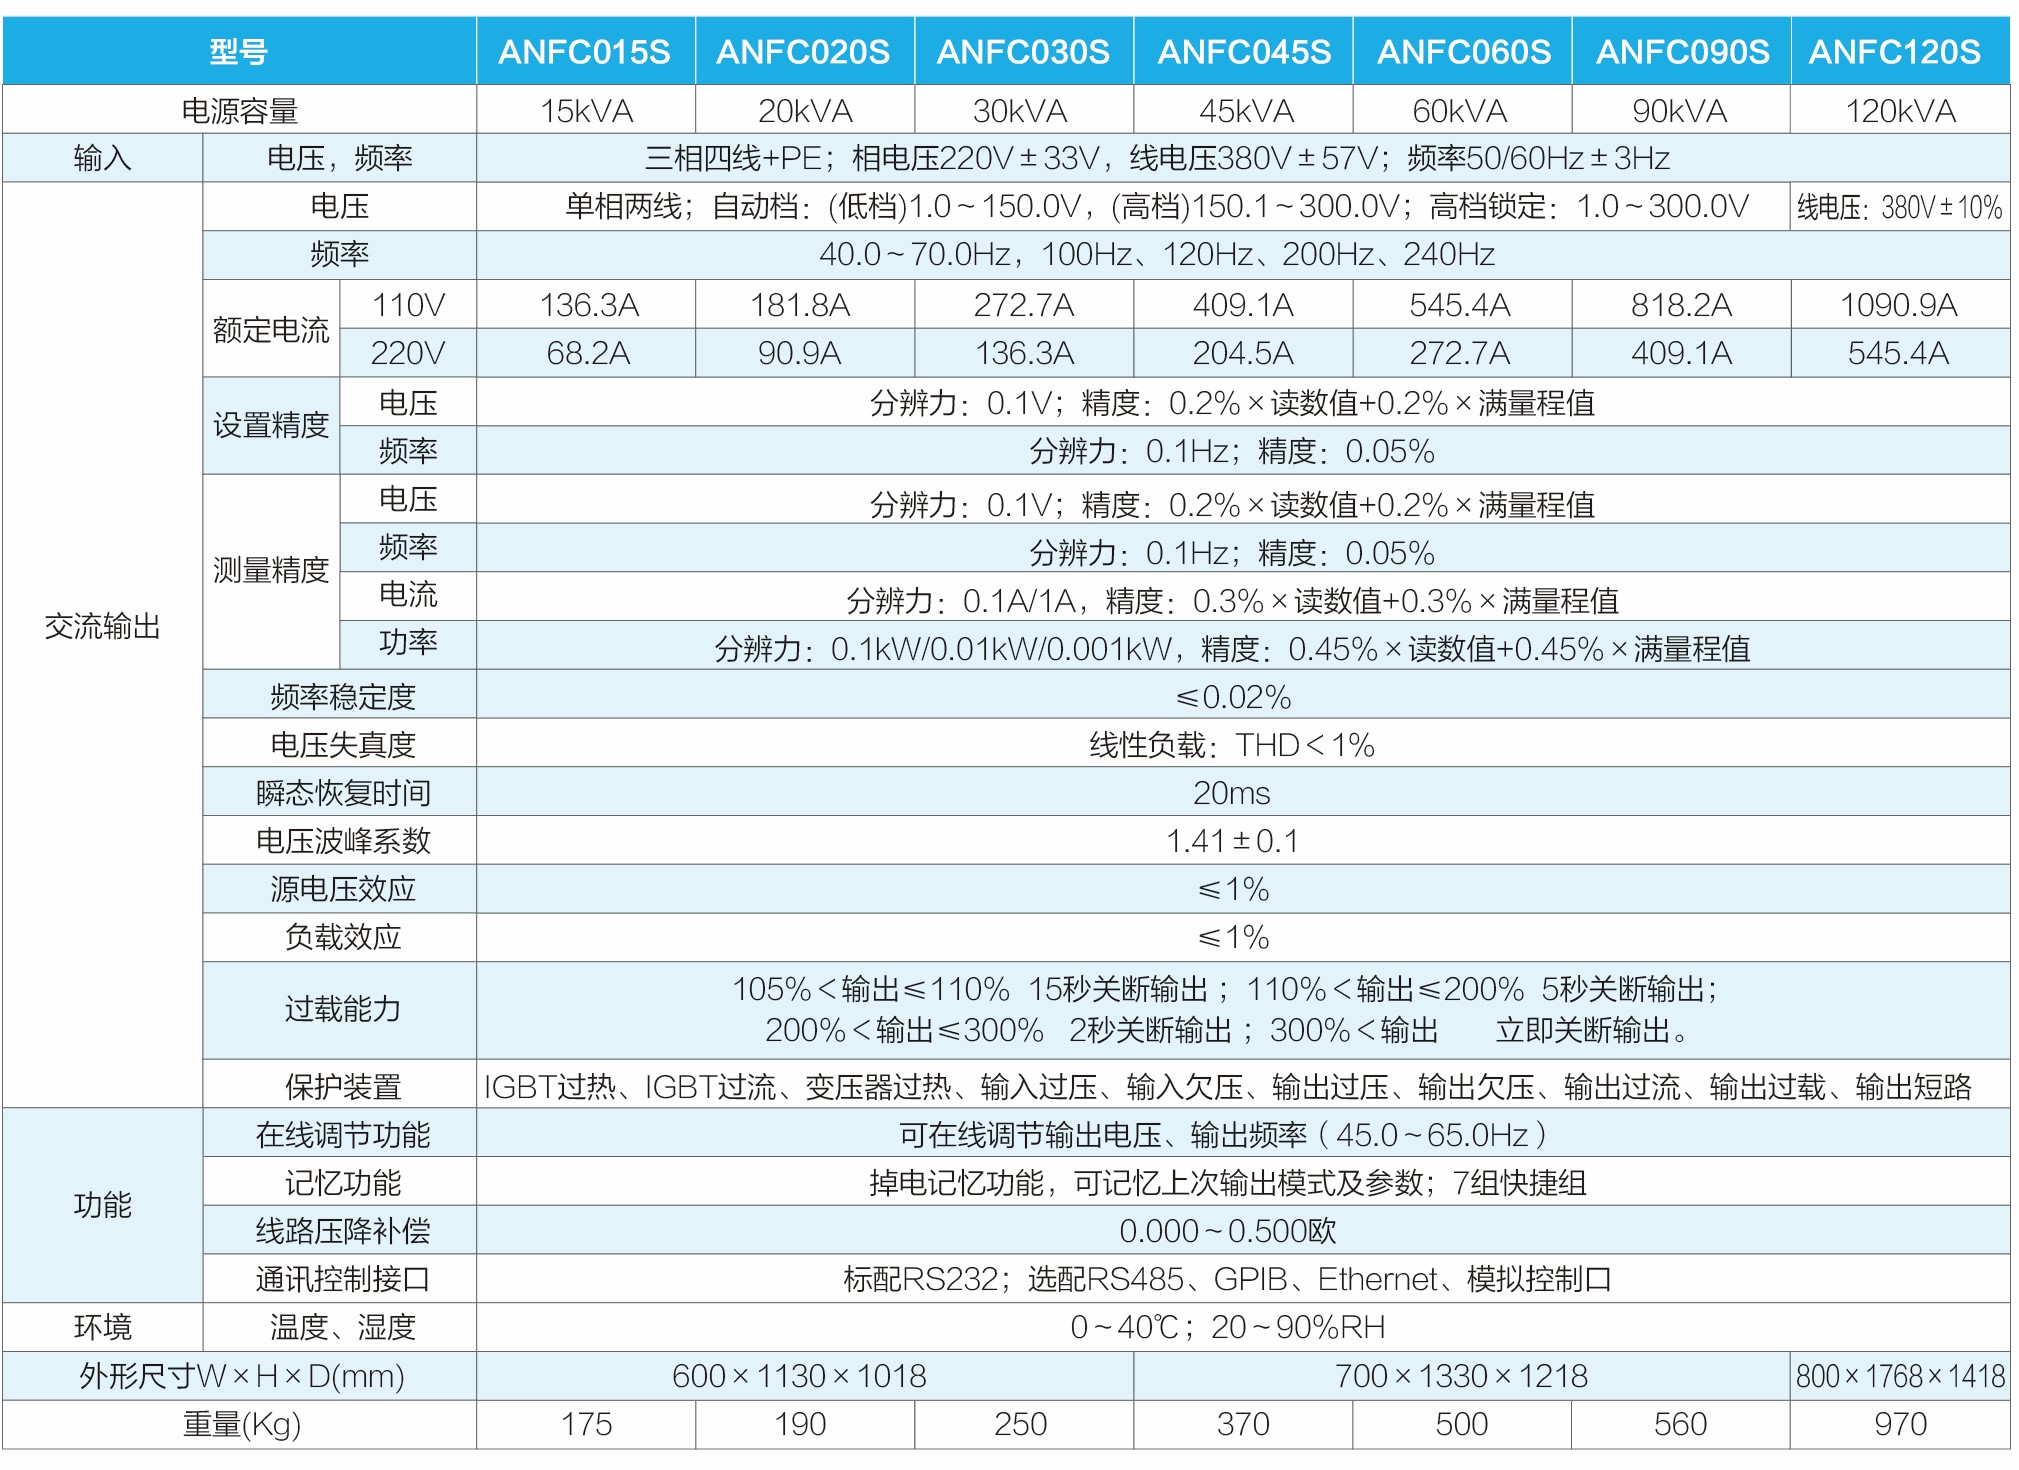 型号 ANFC015S ANFC020S ANFC030S ANFC045S ANFC060S ANFC090S ANFC120S
电源容量 15kVA 20kVA 30kVA 45kVA 60kVA 90kVA 120kVA
输入 电压，频率 三相四线+PE；相电压220V±33V，线电压380V±57V；频率50/60Hz±3Hz
交流输出 电压 单相两线；自动档：(低档)1.0～150.0V，(高档)150.1～300.0V；高档锁定：1.0～300.0V 线电压：380V±10%
频率 40.0～70.0Hz，100Hz、120Hz、200Hz、240Hz
额定电流 110V 136.3A 181.8A 272.7A 409.1A 545.4A 818.2A 1090.9A
220V 68.2A 90.9A 136.3A 204.5A 272.7A 409.1A 545.4A
设置精度 电压 分辨力：0.1V；精度：0.2%×读数值+0.2%×满量程值
频率 分辨力：0.1Hz；精度：0.05%
测量精度 电压 分辨力：0.1V；精度：0.2%×读数值+0.2%×满量程值
频率 分辨力：0.1Hz；精度：0.05%
电流 分辨力：0.1A/1A，精度：0.3%×读数值+0.3%×满量程值
功率 分辨力：0.1kW/0.01kW/0.001kW，精度：0.45%×读数值+0.45%×满量程值
频率稳定度 ≤0.02%
电压失真度 线性负载：THD＜1%
瞬态恢复时间 20ms
电压波峰系数 1.41±0.1
源电压效应 ≤1%
负载效应 ≤1%
过载能力 105%＜输出≤110% 15秒关断输出；110%＜输出≤200% 5秒关断输出；
200%＜输出≤300% 2秒关断输出；300%＜输出 立即关断输出。
保护装置 IGBT过热、IGBT过流、变压器过热、输入过压、输入欠压、输出过压、输出欠压、输出过流、输出过载、输出短路
功能 在线调节功能 可在线调节输出电压、输出频率（45.0～65.0Hz）
记忆功能 掉电记忆功能，可记忆上次输出模式及参数；7组快捷组
线路压降补偿 0.000～0.500欧
通讯控制接口 标配RS232；选配RS485、GPIB、Ethernet、模拟控制口
环境 温度、湿度 0～40℃；20～90%RH
外形尺寸W×H×D(mm) 600×1130×1018 700×1330×1218 800×1768×1418
重量(Kg) 175 190 250 370 500 560 970